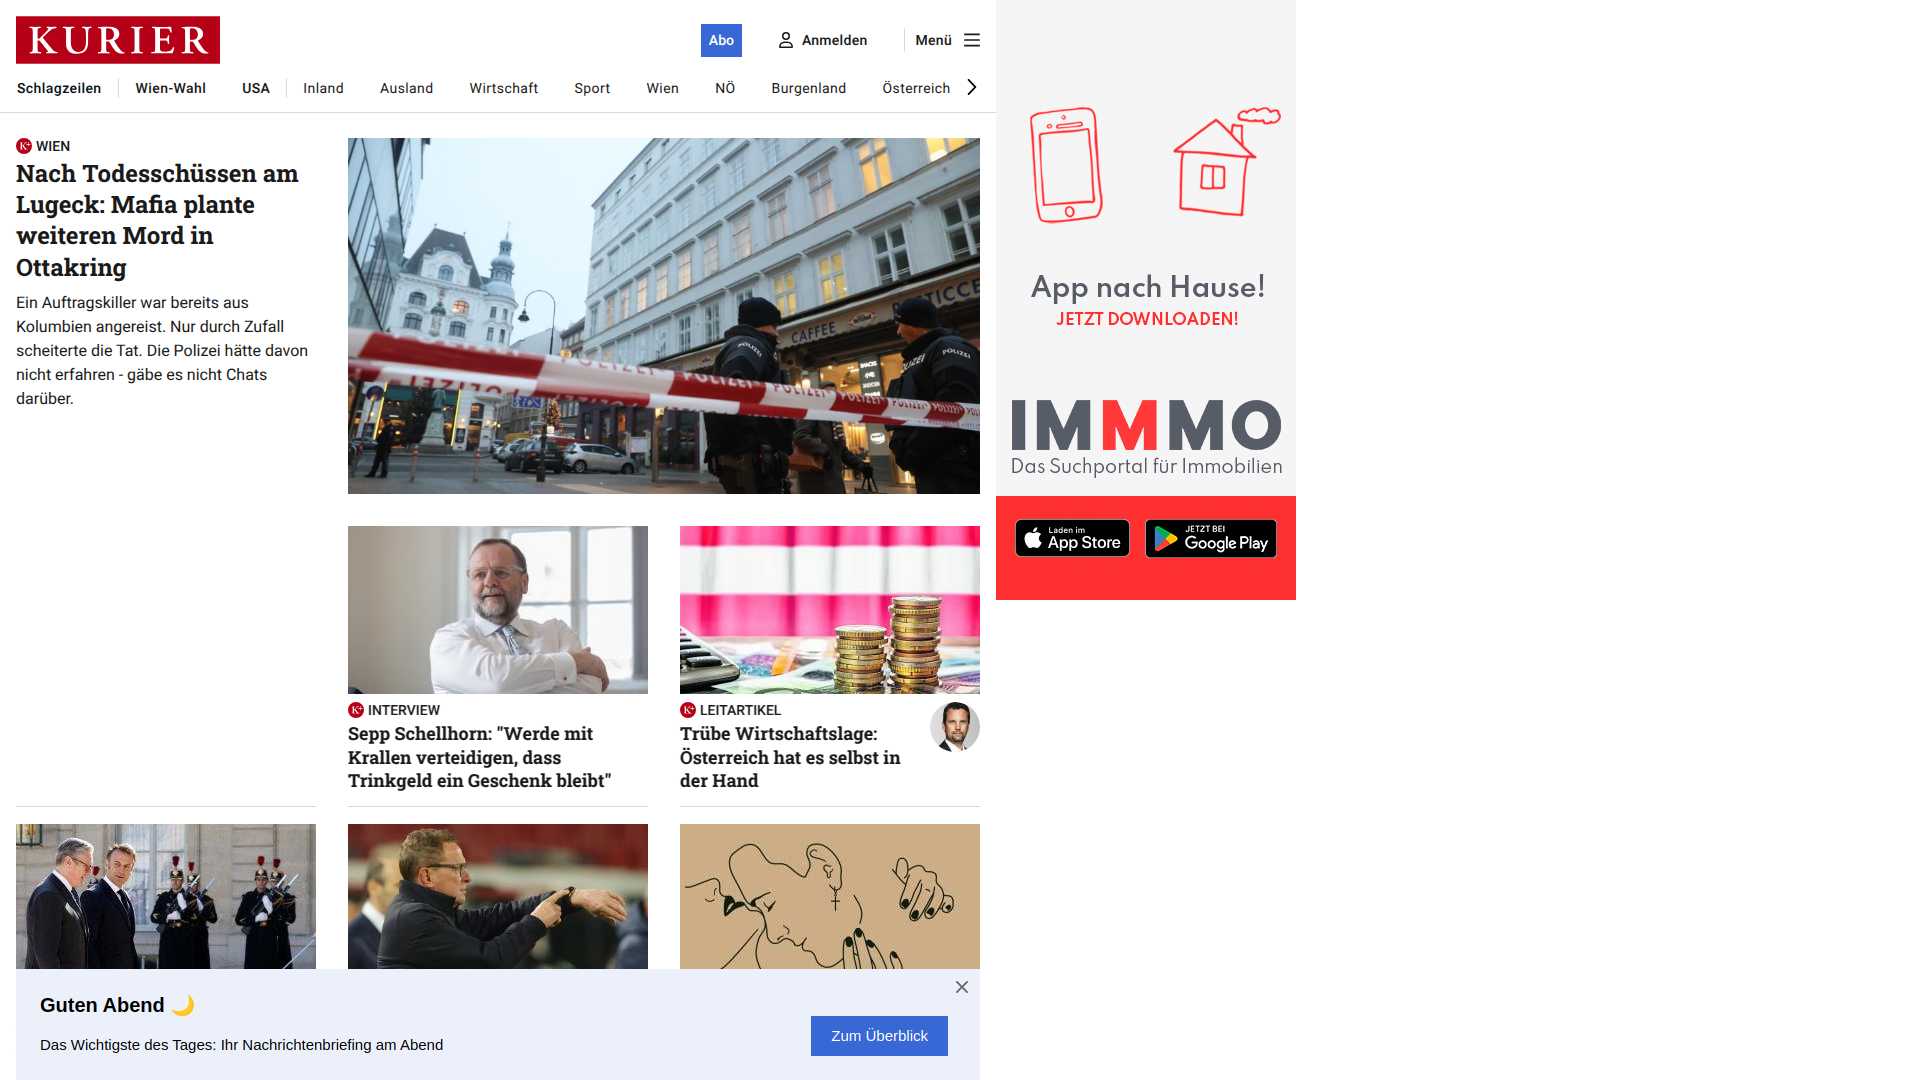 KURIER
Abo
Anmelden
Menü
Schlagzeilen
Wien-Wahl
USA
Inland
Ausland
Wirtschaft
Sport
Wien
NÖ
Burgenland
Österreich
WIEN
Nach Todesschüssen am
Lugeck: Mafia plante
weiteren Mord in
Ottakring
Ein Auftragskiller war bereits aus
Kolumbien angereist. Nur durch Zufall
scheiterte die Tat. Die Polizei hätte davon
nicht erfahren - gäbe es nicht Chats
darüber.
CAFFEE
POLIZEI
POLIZEI
POLIZEI
INTERVIEW
Sepp Schellhorn: "Werde mit
Krallen verteidigen, dass
Trinkgeld ein Geschenk bleibt"
LEITARTIKEL
Trübe Wirtschaftslage:
Österreich hat es selbst in
der Hand
Guten Abend
Das Wichtigste des Tages: Ihr Nachrichtenbriefing am Abend
Zum Überblick
App nach Hause!
JETZT DOWNLOADEN!
IMMMO
Das Suchportal für Immobilien
Laden im
App Store
JETZT BEI
Google Play